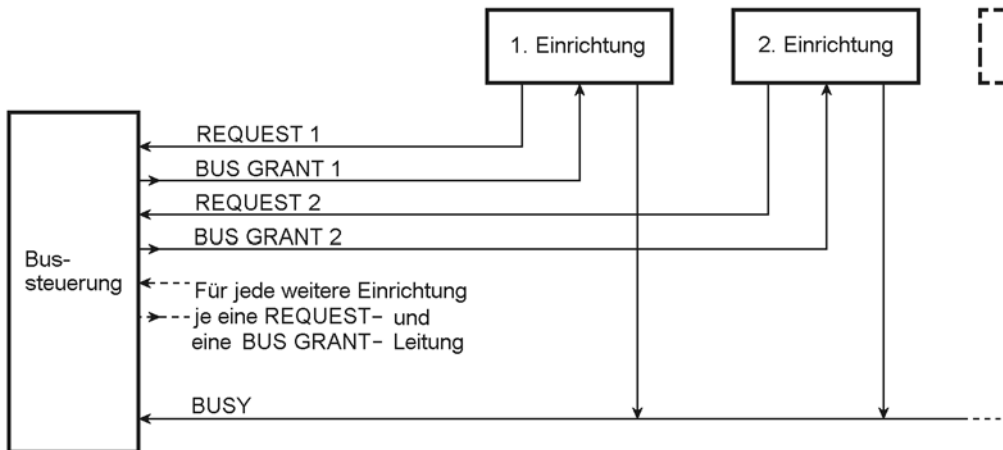 1. Einrichtung
2. Einrichtung
REQUEST 1
BUS GRANT 1
REQUEST 2
BUS GRANT 2
Bus-
steuerung
Für jede weitere Einrichtung
je eine REQUEST- und
eine BUS GRANT- Leitung
BUSY